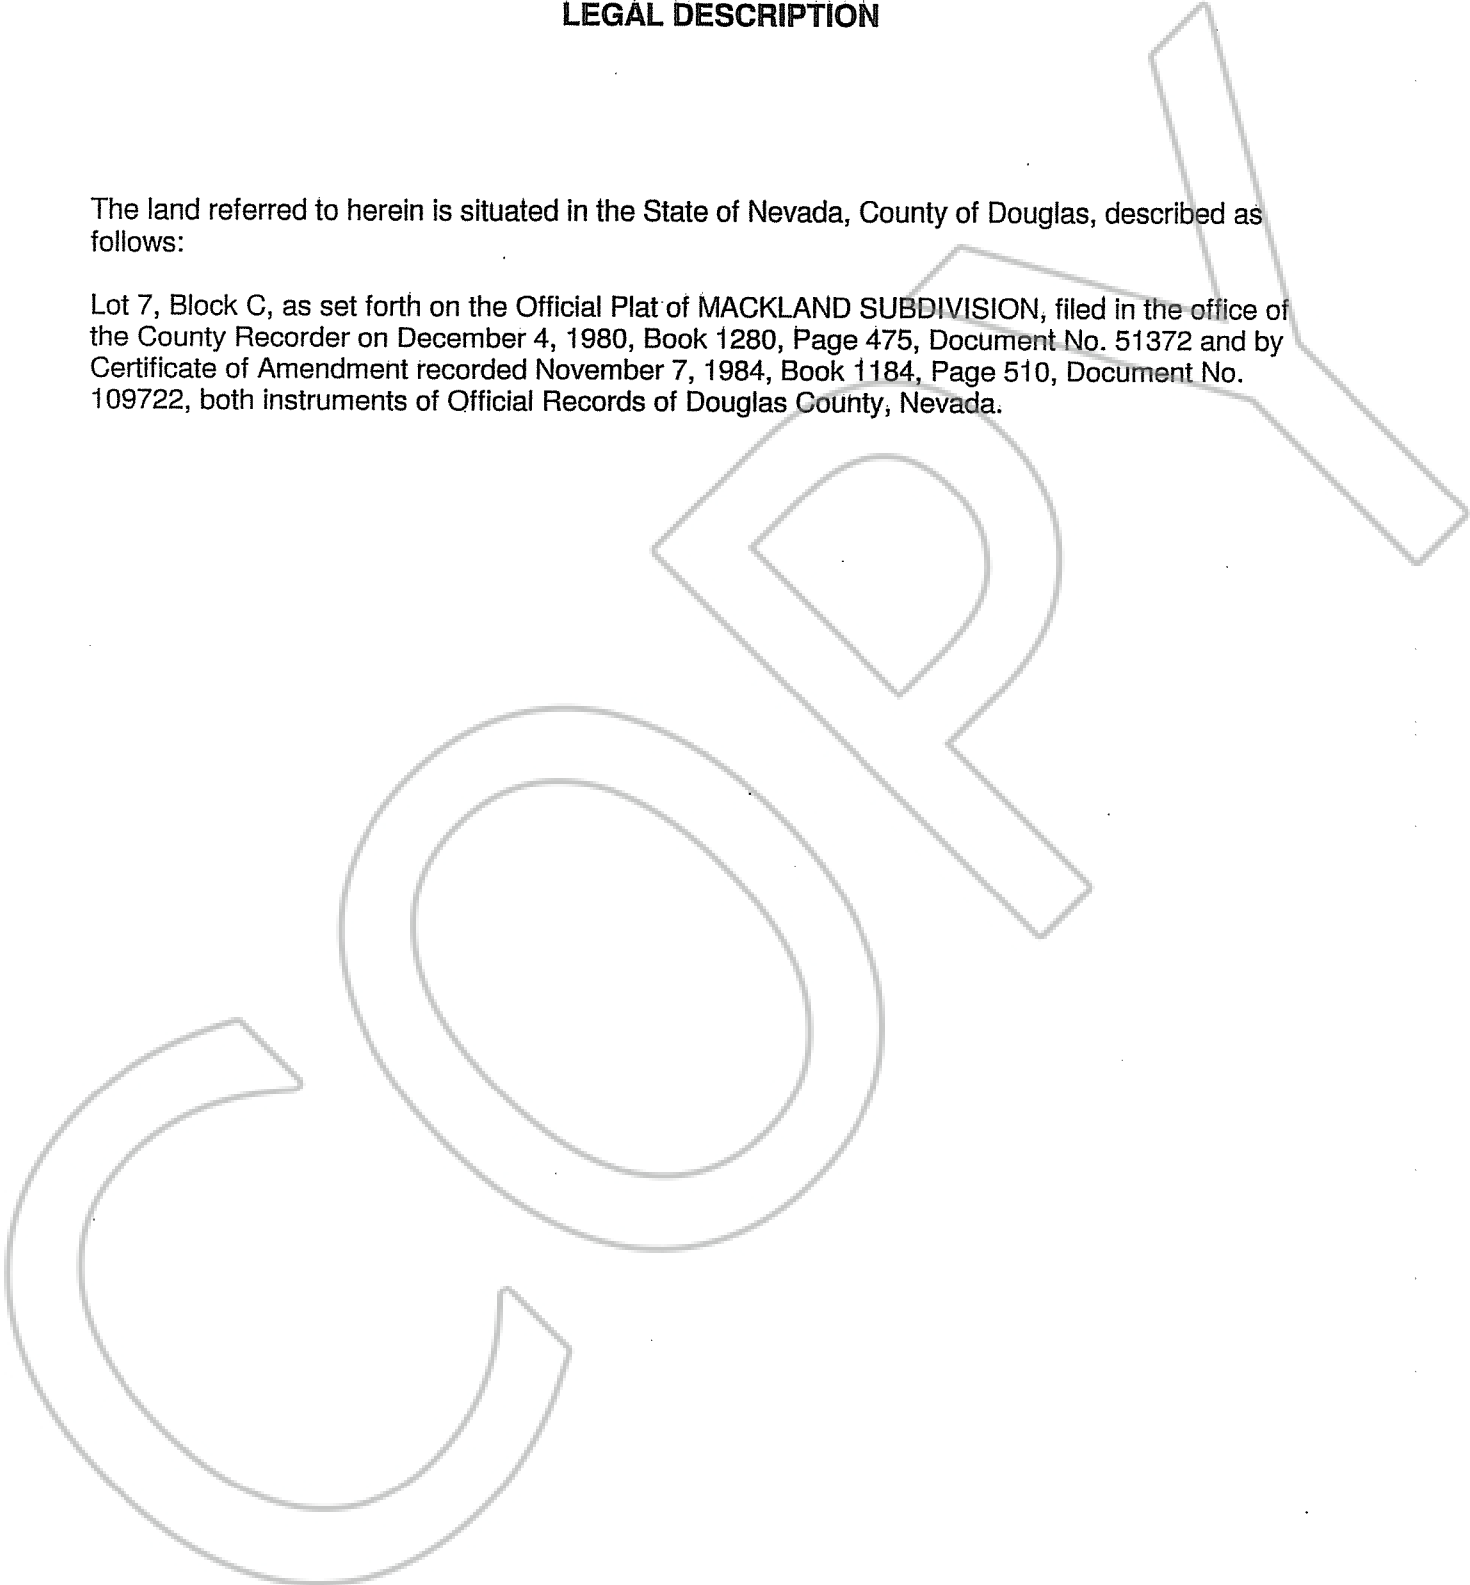 LEGAL DESCRIPTION
The land referred to herein is situated in the State of Nevada, County of Douglas, described as
follows:
Lot 7, Block C, as set forth on the Official Plat of MACKLAND SUBDIVISION, filed in the office of
the County Recorder on December 4, 1980, Book 1280, Page 475, Document No. 51372 and by
Certificate of Amendment recorded November 7, 1984, Book 1184, Page 510, Document No.
109722, both instruments of Official Records of Douglas County, Nevada.
COPY